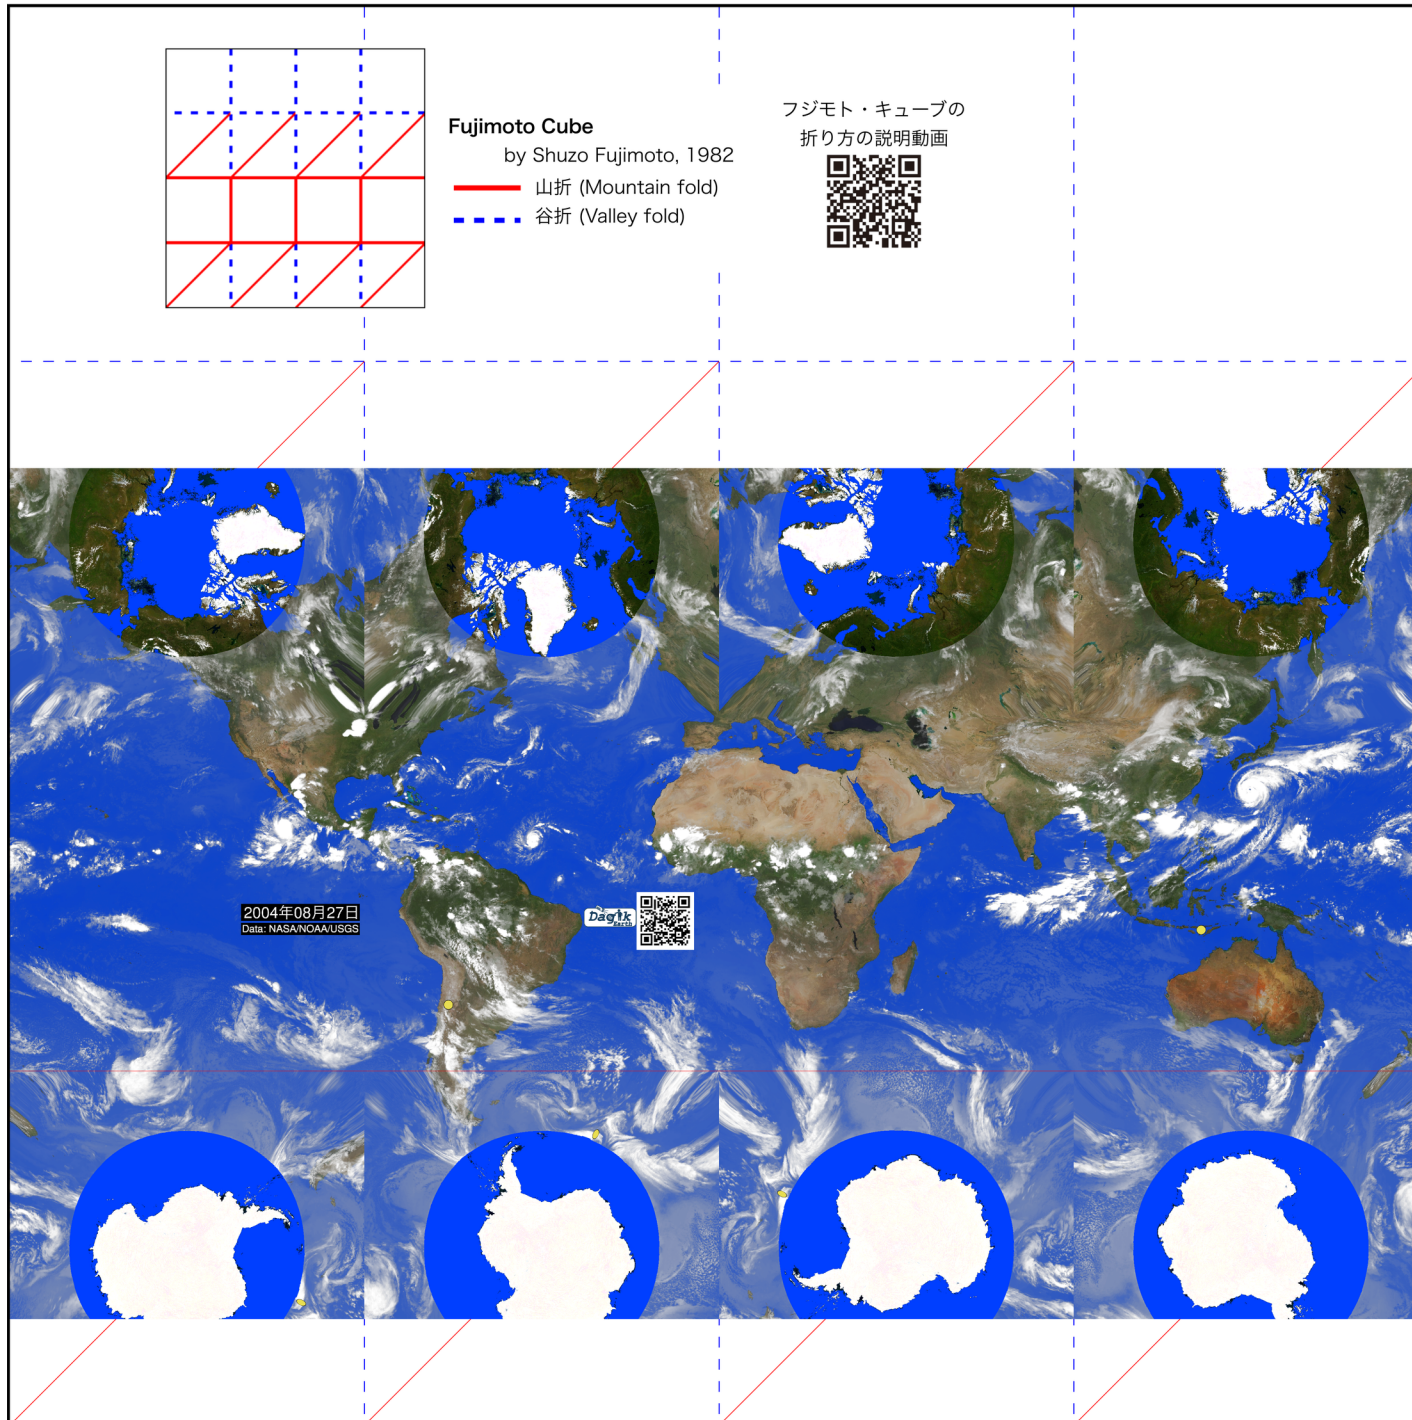 Fujimoto Cube
by Shuzo Fujimoto, 1982
山折 (Mountain fold)
谷折 (Valley fold)
フジモト・キューブの
折り方の説明動画
2004年08月27日
Data: NASA/NOAA/USGS
Dagik
Earth